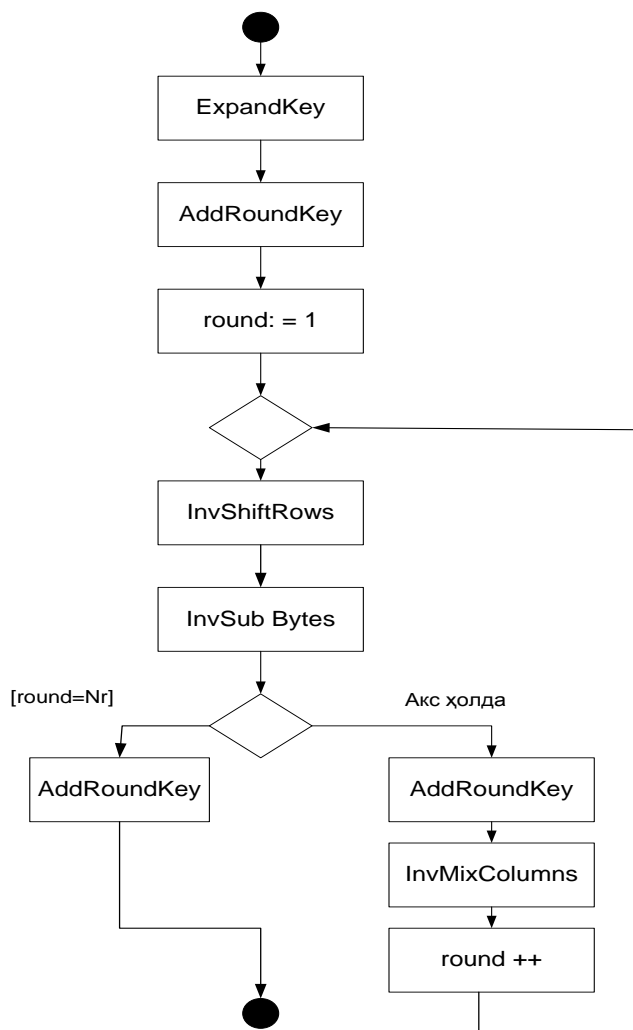 ExpandKey
AddRoundKey
round: = 1
InvShiftRows
InvSub Bytes
[round=Nr]
Акс ҳолда
AddRoundKey
AddRoundKey
InvMixColumns
round ++